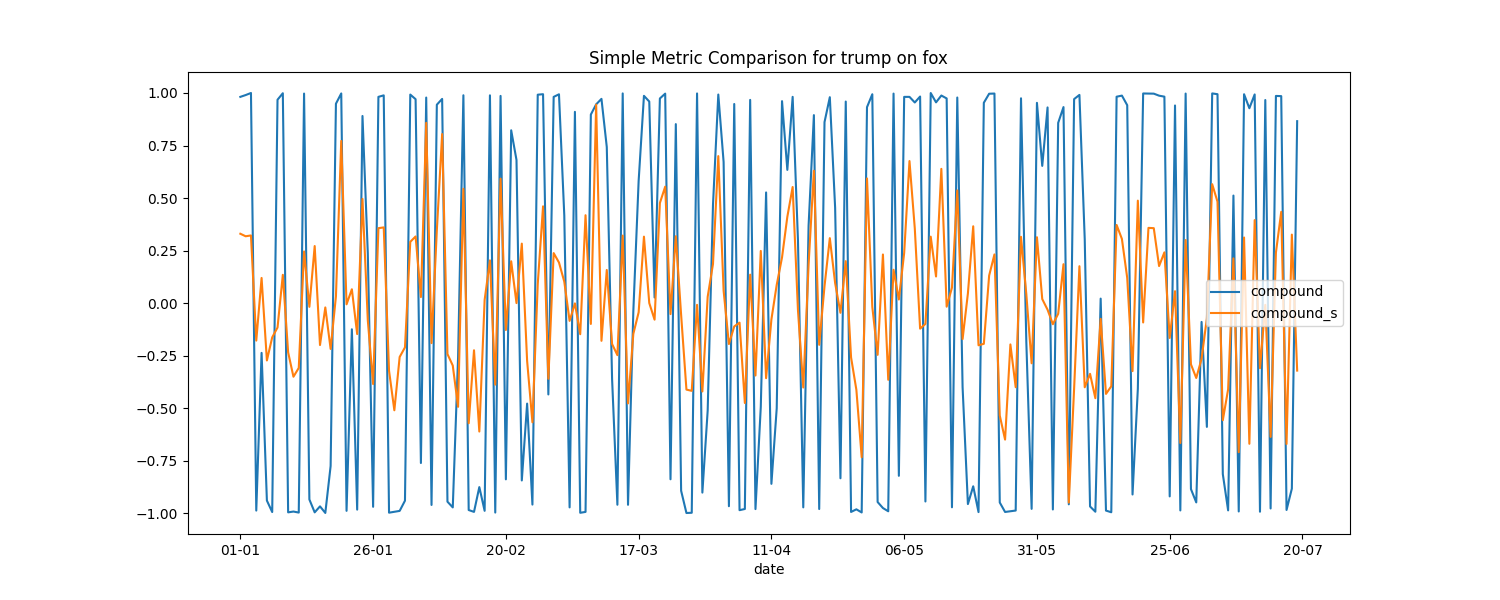 Simple Metric Comparison for trump on fox
1.00
0.75
0.50
0.25
0.00
−0.25
−0.50
−0.75
−1.00
compound
compound_s
01-01 26-01 20-02 17-03 11-04 06-05 31-05 25-06 20-07
date